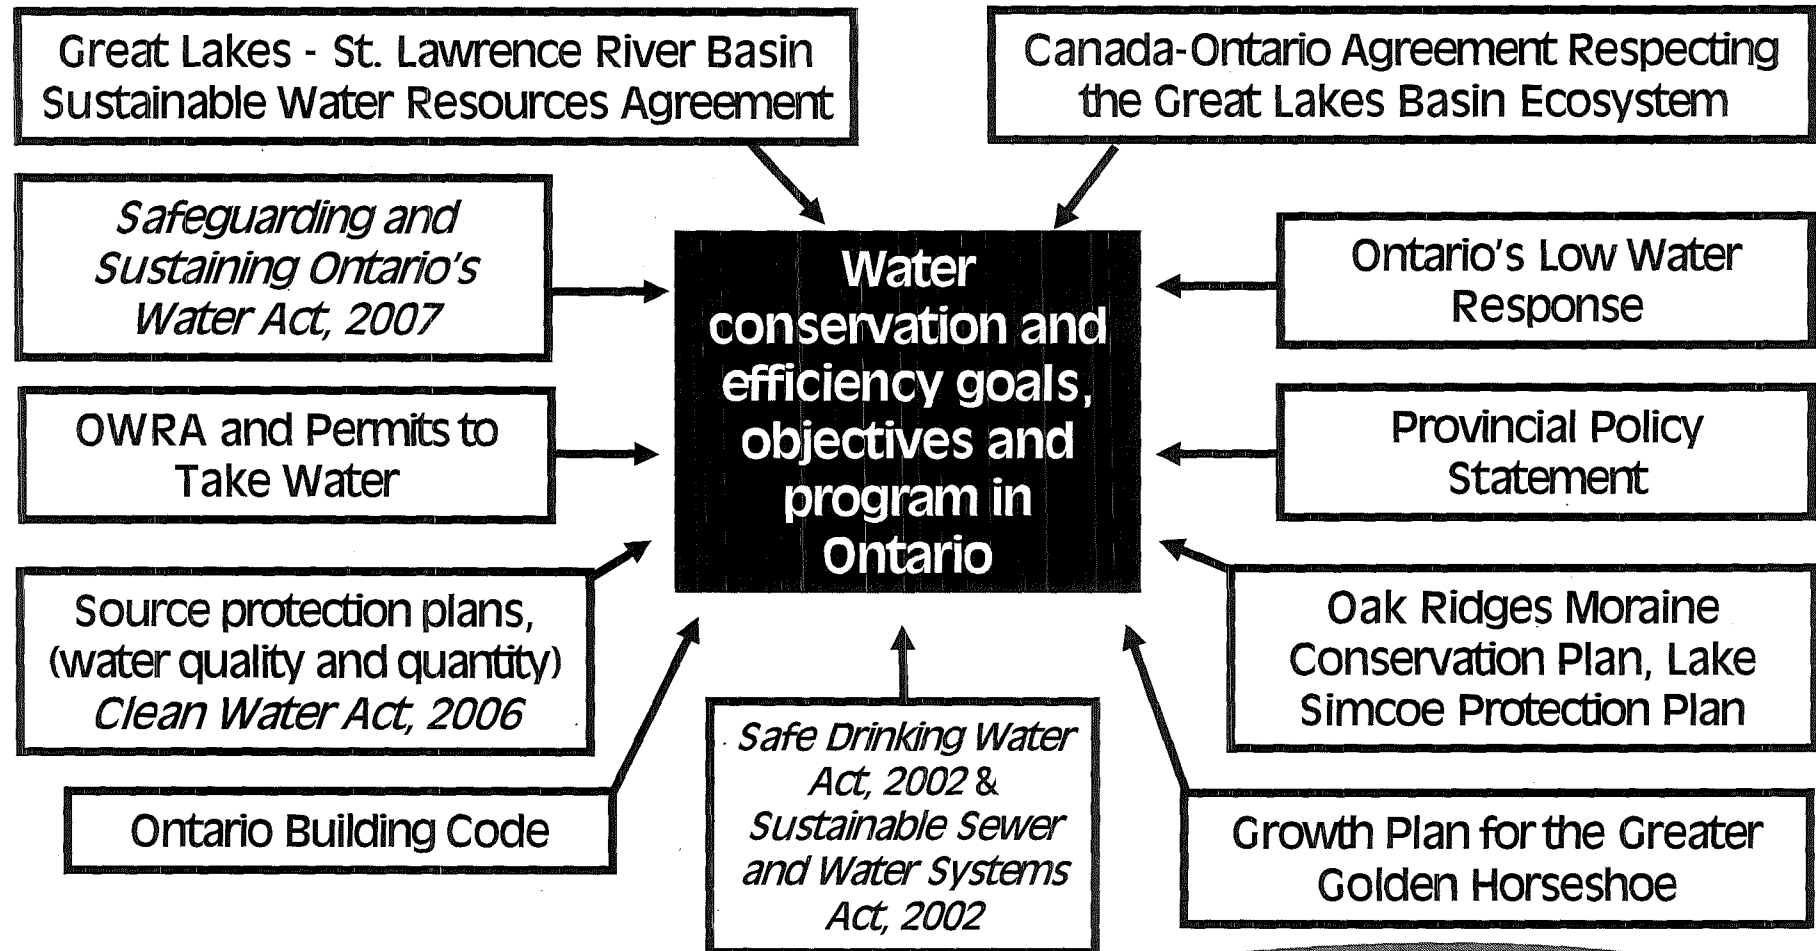 Great Lakes - St. Lawrence River Basin
Sustainable Water Resources Agreement
Canada-Ontario Agreement Respecting
the Great Lakes Basin Ecosystem
Safeguarding and
Sustaining Ontario's
Water Act, 2007
Water
conservation and
efficiency goals,
objectives and
program in
Ontario
Ontario's Low Water
Response
OWRA and Permits to
Take Water
Provincial Policy
Statement
Source protection plans,
(water quality and quantity)
Clean Water Act, 2006
Oak Ridges Moraine
Conservation Plan, Lake
Simcoe Protection Plan
Ontario Building Code
Safe Drinking Water
Act, 2002 &
Sustainable Sewer
and Water Systems
Act, 2002
Growth Plan for the Greater
Golden Horseshoe